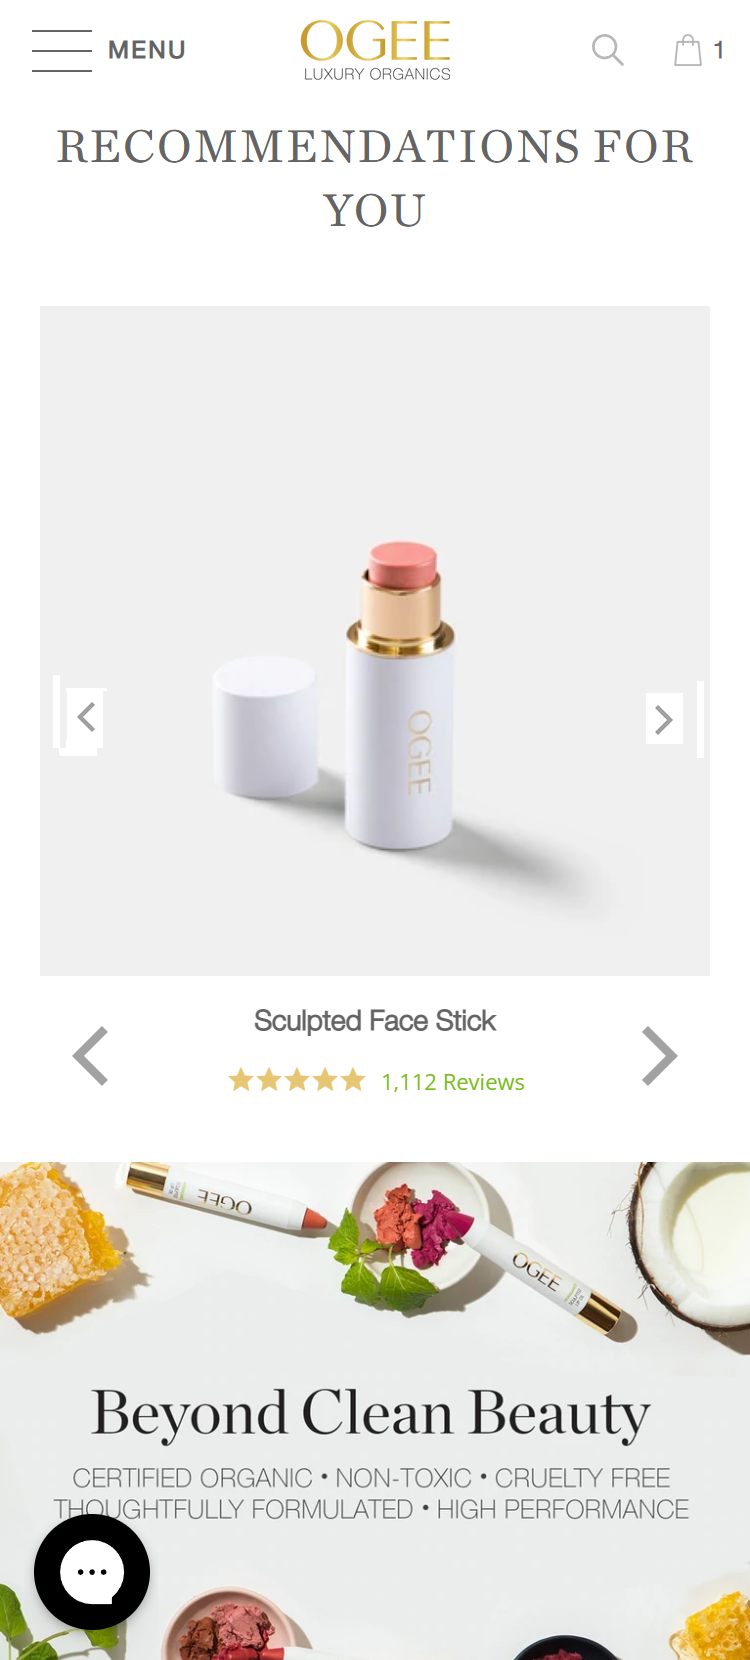 MENU
OGEE
LUXURY ORGANICS
1
RECOMMENDATIONS FOR
YOU
OGEE
Sculpted Face Stick
1,112 Reviews
OGEE
OGEE
Beyond Clean Beauty
CERTIFIED ORGANIC • NON-TOXIC • CRUELTY FREE
THOUGHTFULLY FORMULATED • HIGH PERFORMANCE